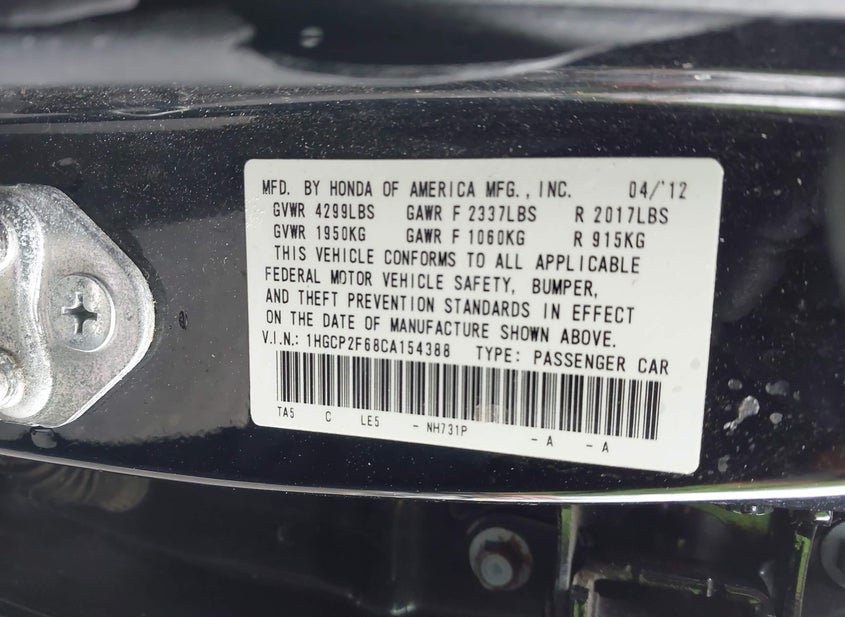 MFD. BY HONDA OF AMERICA MFG., INC. 04/'12
GVWR 4299LBS GAWR F 2337LBS R 2017LBS
GVWR 1950KG GAWR F 1060KG R 915KG
THIS VEHICLE CONFORMS TO ALL APPLICABLE
FEDERAL MOTOR VEHICLE SAFETY, BUMPER,
AND THEFT PREVENTION STANDARDS IN EFFECT
ON THE DATE OF MANUFACTURE SHOWN ABOVE.
V.I.N.: 1HGCP2F68CA154388 TYPE: PASSENGER CAR
TA5 C LE5 - NH731P - A - A